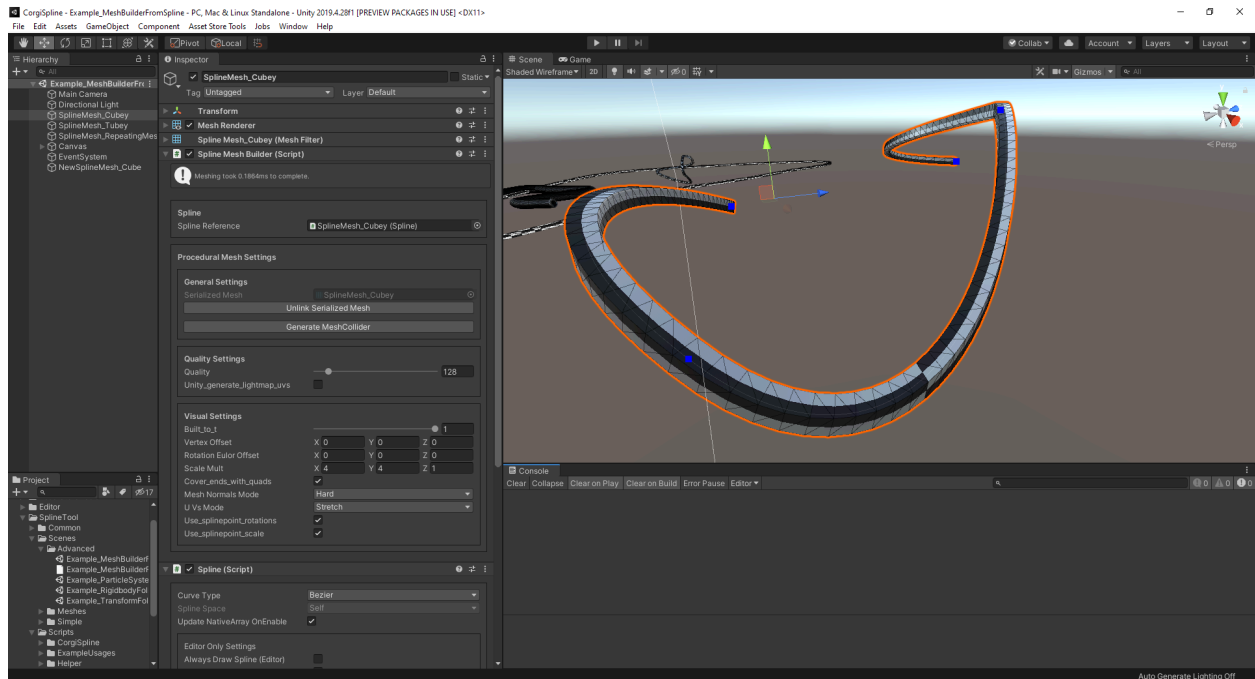 CorgiSpline - Example_MeshBuilderFromSpline - PC, Mac & Linux Standalone - Unity 2019.4.28f1 [PREVIEW PACKAGES IN USE] <DX11>
File Edit Assets GameObject Component Asset Store Tools Jobs Window Help
Pivot Local Collab Account Layers Layout
Hierarchy
All
Example_MeshBuilderFr
Main Camera
Directional Light
SplineMesh_Cubey
SplineMesh_Tubey
SplineMesh_RepeatingMes
Canvas
EventSystem
NewSplineMesh_Cube
Project
17
Editor
SplineTool
Common
Scenes
Advanced
Example_MeshBuilderF
Example_MeshBuilderF
Example_ParticleSyste
Example_RigidbodyFol
Example_TransformFol
Meshes
Simple
Scripts
CorgiSpline
ExampleUsages
Helper
Inspector
SplineMesh_Cubey Static
Tag Untagged Layer Default
Transform
Mesh Renderer
Spline Mesh_Cubey (Mesh Filter)
Spline Mesh Builder (Script)
Meshing took 0.1864ms to complete.
Spline
Spline Reference SplineMesh_Cubey (Spline)
Procedural Mesh Settings
General Settings
Serialized Mesh SplineMesh_Cubey
Unlink Serialized Mesh
Generate MeshCollider
Quality Settings
Quality 128
Unity_generate_lightmap_uvs
Visual Settings
Built_to_t 1
Vertex Offset X 0 Y 0 Z 0
Rotation Eulor Offset X 0 Y 0 Z 0
Scale Mult X 4 Y 4 Z 1
Cover_ends_with_quads
Mesh Normals Mode Hard
U Vs Mode Stretch
Use_splinepoint_rotations
Use_splinepoint_scale
Spline (Script)
Curve Type Bezier
Spline Space Self
Update NativeArray OnEnable
Editor Only Settings
Always Draw Spline (Editor)
Scene Game
Shaded Wireframe 2D 0 Gizmos All
Persp
Console
Clear Collapse Clear on Play Clear on Build Error Pause Editor 0 0 0
Auto Generate Lighting Off